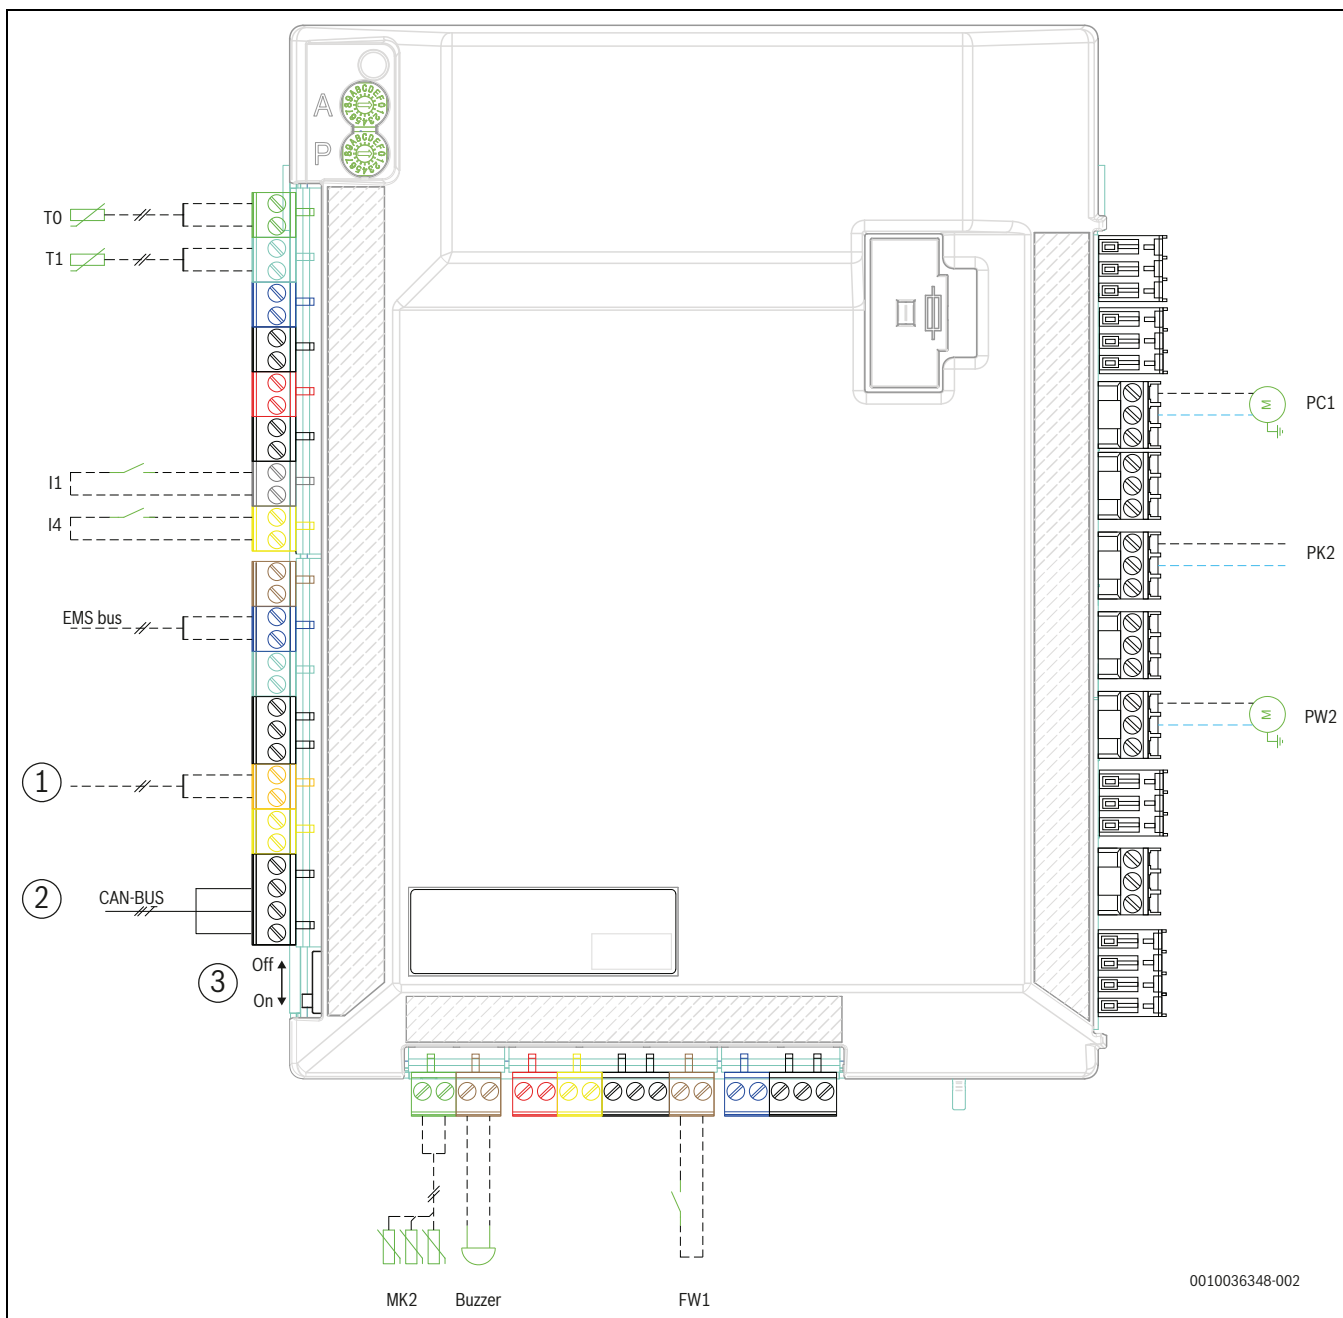 A
P
T0
T1
I1
I4
EMS bus
1
2
CAN-BUS
3
Off
On
PC1
M
PK2
PW2
M
MK2
Buzzer
FW1
0010036348-002